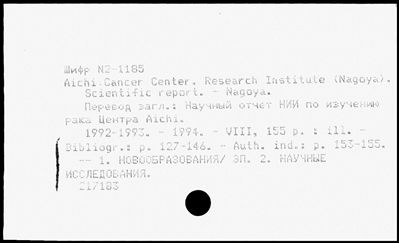 Шифр N2-1185
Aichi Cancer Center. Research Institute (Nagoya).
Scientific report. - Nagoya.
Перевод загл.: Научный отчет НИИ по изучению
рака Центра Aichi.
1992-1993. - 1994. - VIII, 155 p. : ill. -
Bibliogr.: p. 127-146. - Auth. ind.: p. 153-155.
-- 1. НОВООБРАЗОВАНИЯ/ ЭП. 2. НАУЧНЫЕ
ИССЛЕДОВАНИЯ.
21/183